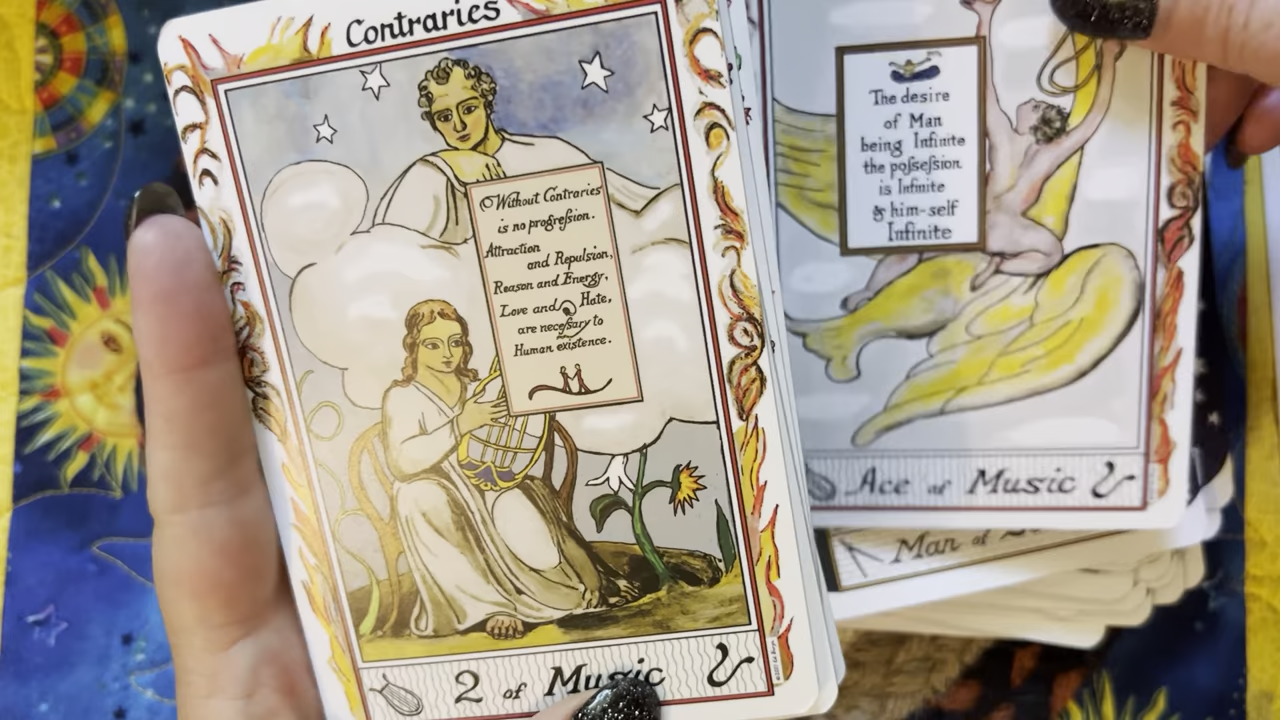 Contraries
Without Contraries
is no progreſsion.
Attraction
and Repulsion,
Reason and Energy,
Love and Hate,
are neceſsary to
Human existence.
2 of Music
The desire
of Man
being Infinite
the poſseſsion
is Infinite
& him-self
Infinite
Ace of Music
Man of